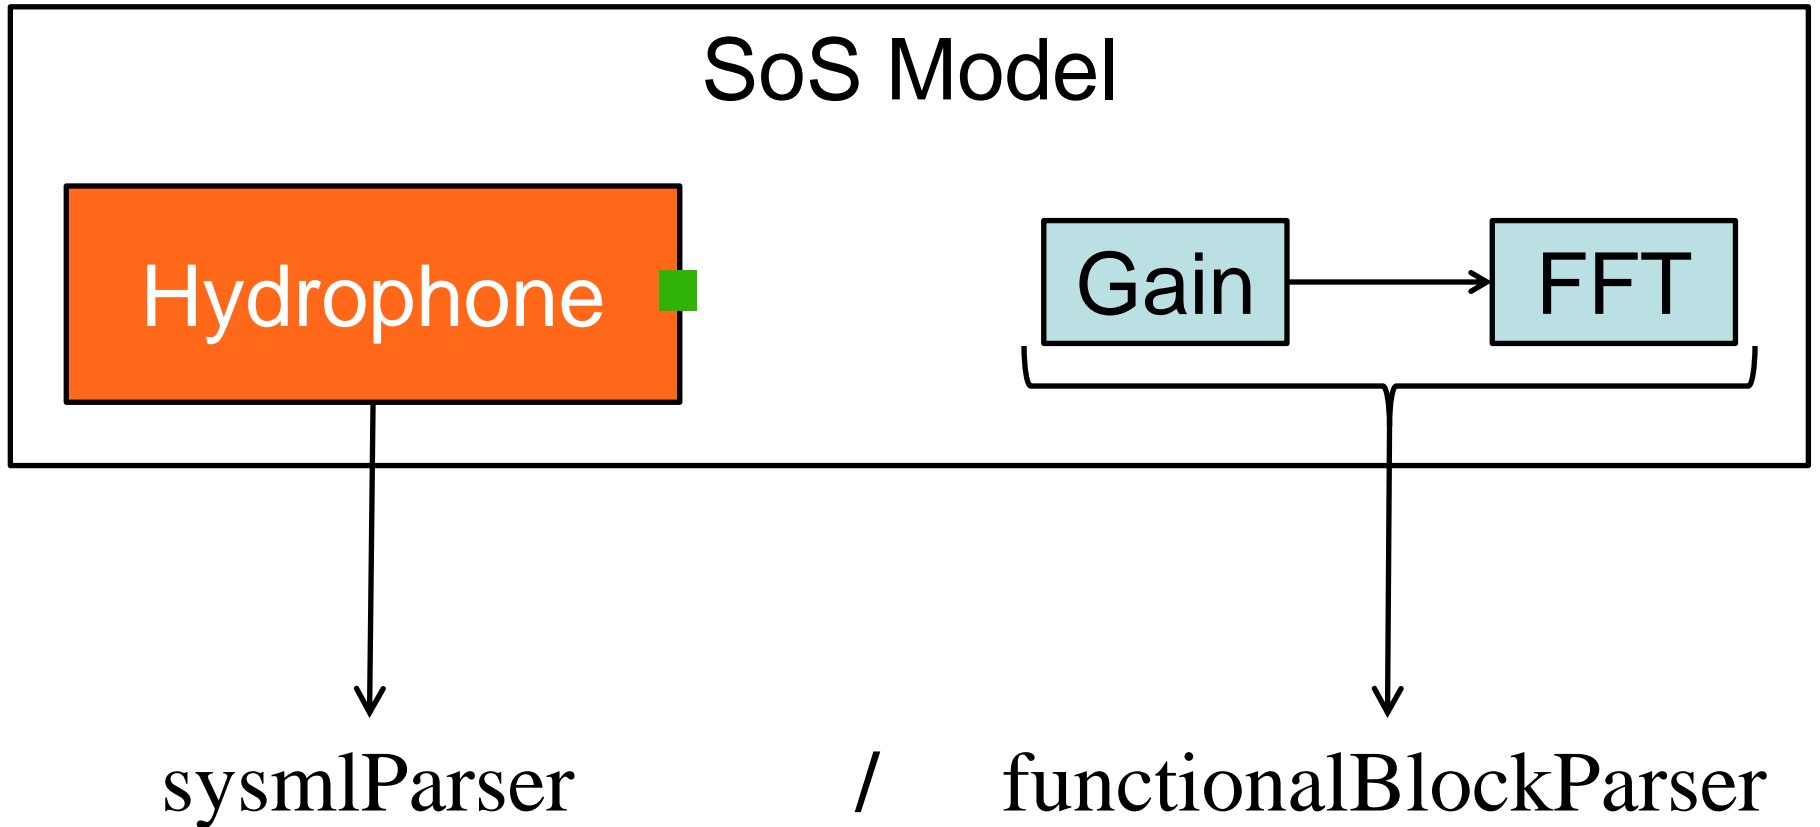 SoS Model
Hydrophone
Gain
FFT
sysmlParser / functionalBlockParser